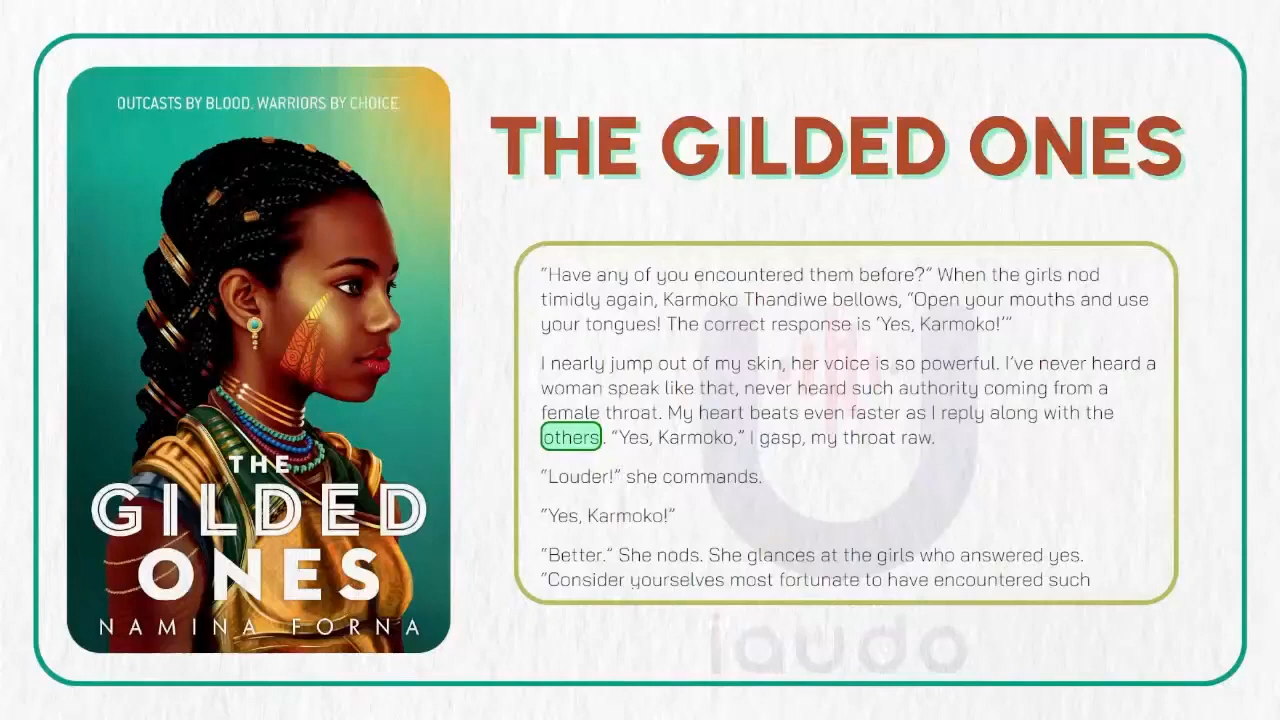 OUTCASTS BY BLOOD. WARRIORS BY CHOICE.
THE
GILDED
ONES
NAMINA FORNA
THE GILDED ONES
“Have any of you encountered them before?” When the girls nod
timidly again, Karmoko Thandiwe bellows, “Open your mouths and use
your tongues! The correct response is ‘Yes, Karmoko!’”
I nearly jump out of my skin, her voice is so powerful. I’ve never heard a
woman speak like that, never heard such authority coming from a
female throat. My heart beats even faster as I reply along with the
others. “Yes, Karmoko,” I gasp, my throat raw.
“Louder!” she commands.
“Yes, Karmoko!”
“Better.” She nods. She glances at the girls who answered yes.
“Consider yourselves most fortunate to have encountered such
iaudo